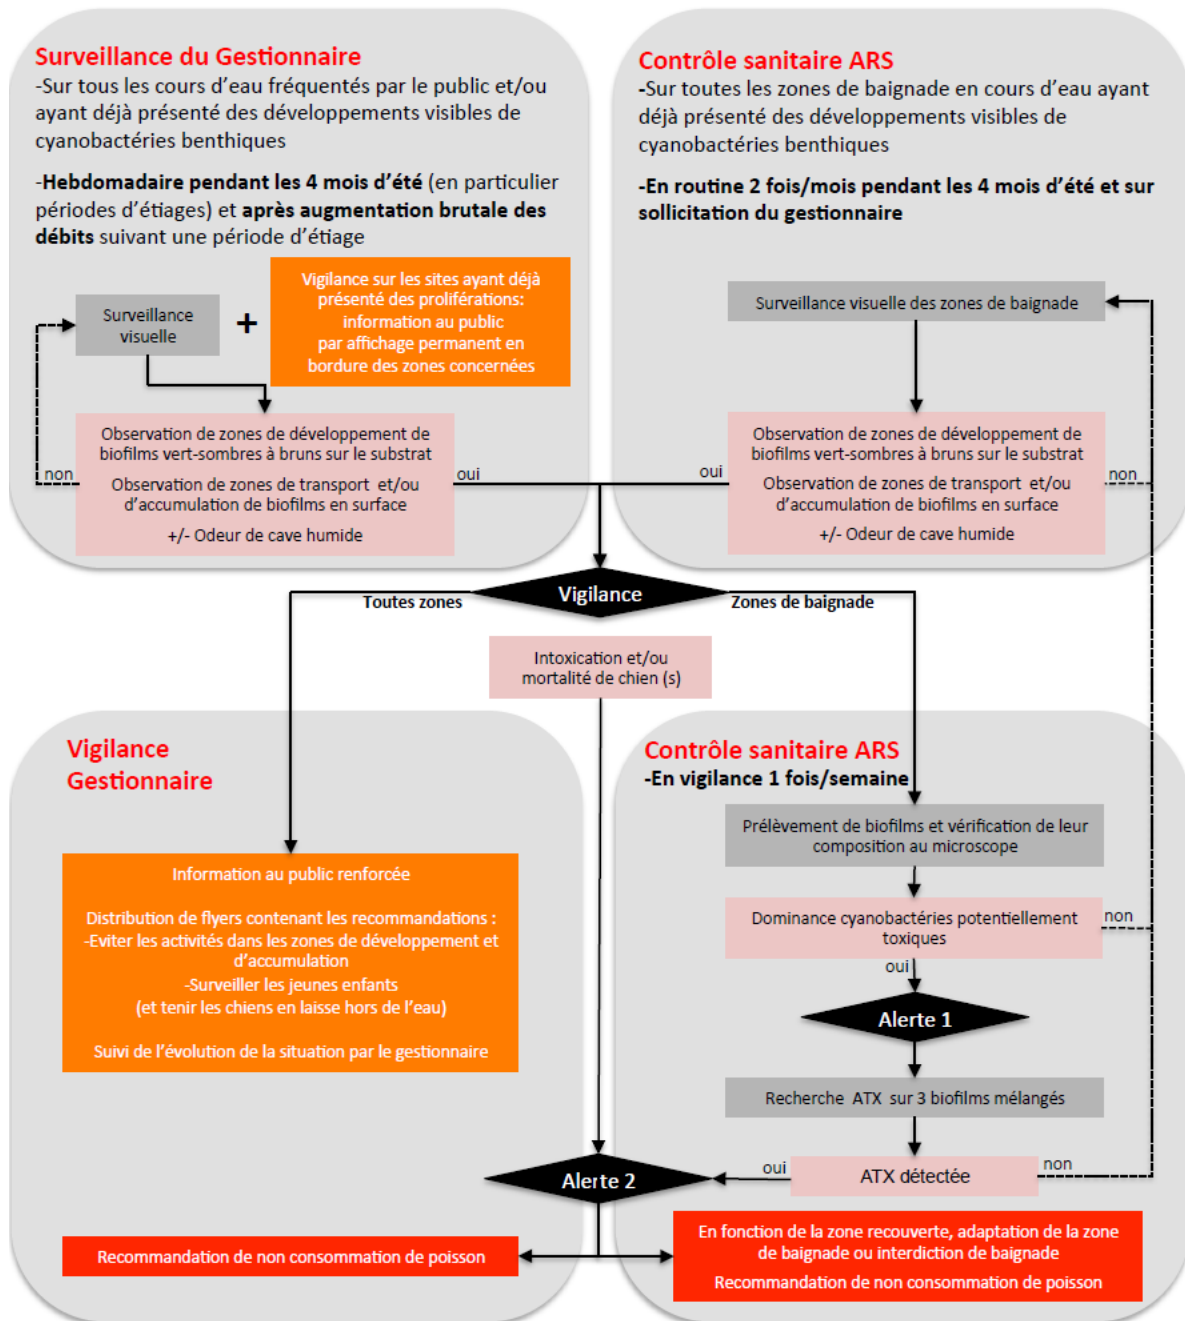 Surveillance du Gestionnaire
-Sur tous les cours d’eau fréquentés par le public et/ou
ayant déjà présenté des développements visibles de
cyanobactéries benthiques
-Hebdomadaire pendant les 4 mois d’été (en particulier
périodes d’étiages) et après augmentation brutale des
débits suivant une période d’étiage
Surveillance
visuelle
+
Vigilance sur les sites ayant déjà
présenté des proliférations:
information au public
par affichage permanent en
bordure des zones concernées
Observation de zones de développement de
biofilms vert-sombres à bruns sur le substrat
Observation de zones de transport et/ou
d’accumulation de biofilms en surface
+/- Odeur de cave humide
non
oui
Contrôle sanitaire ARS
-Sur toutes les zones de baignade en cours d’eau ayant
déjà présenté des développements visibles de
cyanobactéries benthiques
-En routine 2 fois/mois pendant les 4 mois d’été et sur
sollicitation du gestionnaire
Surveillance visuelle des zones de baignade
Observation de zones de développement de
biofilms vert-sombres à bruns sur le substrat
Observation de zones de transport et/ou
d’accumulation de biofilms en surface
+/- Odeur de cave humide
oui
non
Vigilance
Toutes zones
Zones de baignade
Intoxication et/ou
mortalité de chien (s)
Vigilance
Gestionnaire
Information au public renforcée
Distribution de flyers contenant les recommandations :
-Eviter les activités dans les zones de développement et
d’accumulation
-Surveiller les jeunes enfants
(et tenir les chiens en laisse hors de l’eau)
Suivi de l’évolution de la situation par le gestionnaire
Contrôle sanitaire ARS
-En vigilance 1 fois/semaine
Prélèvement de biofilms et vérification de leur
composition au microscope
Dominance cyanobactéries potentiellement
toxiques
non
oui
Alerte 1
Recherche ATX sur 3 biofilms mélangés
ATX détectée
oui
non
Alerte 2
Recommandation de non consommation de poisson
En fonction de la zone recouverte, adaptation de la zone
de baignade ou interdiction de baignade
Recommandation de non consommation de poisson